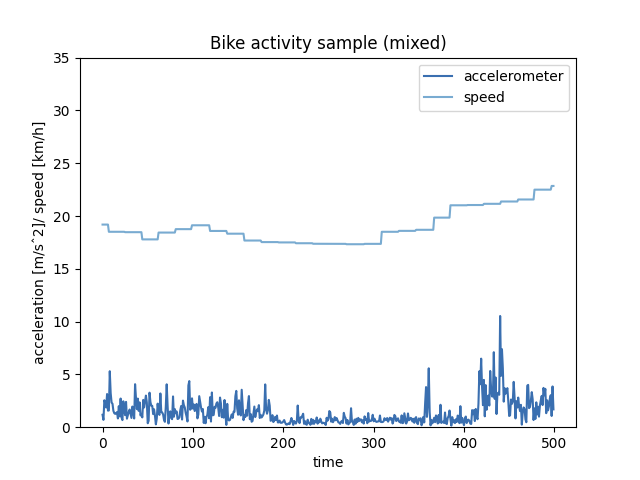 Bike activity sample (mixed)
accelerometer
speed
35
30
25
20
15
10
5
0
acceleration [m/s^2]/ speed [km/h]
0 100 200 300 400 500
time